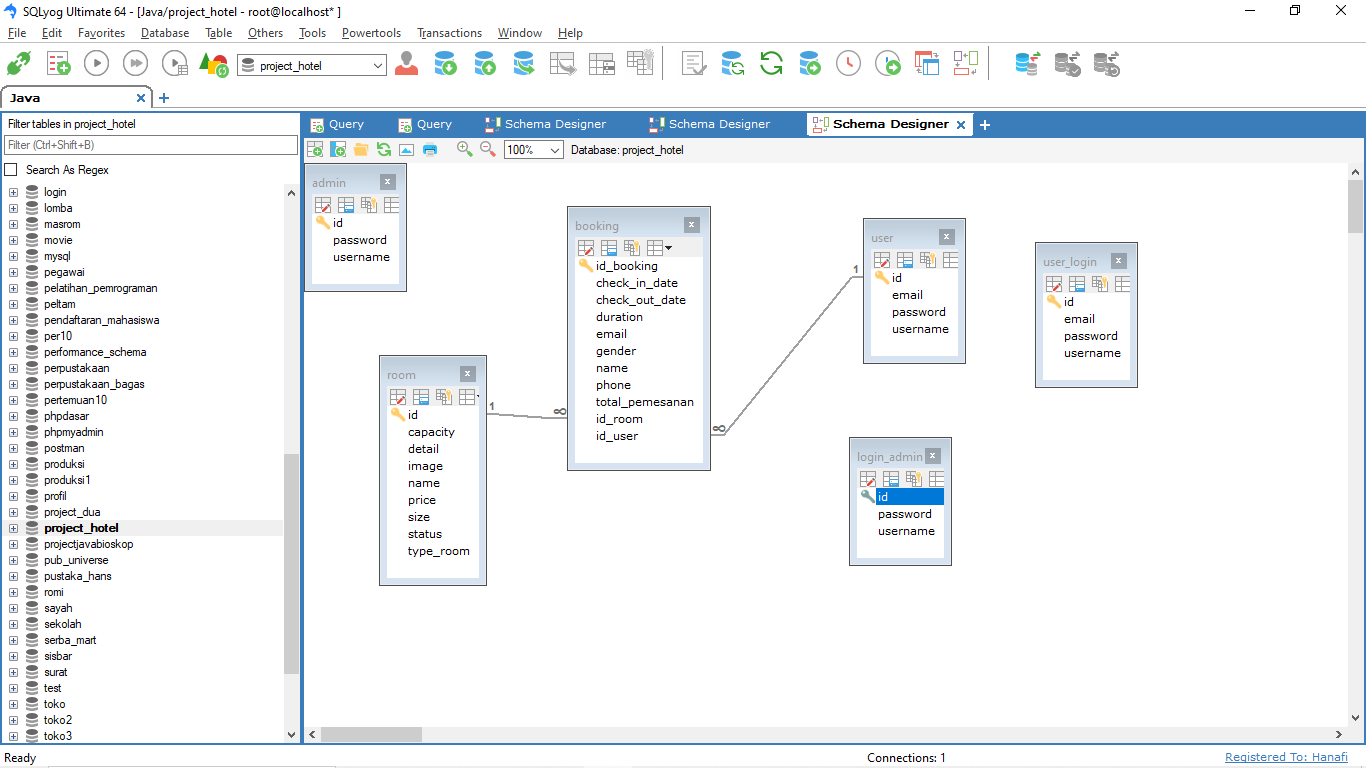 SQLyog Ultimate 64 - [Java/project_hotel - root@localhost* ]
File Edit Favorites Database Table Others Tools Powertools Transactions Window Help
project_hotel
Java
Filter tables in project_hotel
Filter (Ctrl+Shift+B)
Search As Regex
login
lomba
masrom
movie
mysql
pegawai
pelatihan_pemrograman
peltam
pendaftaran_mahasiswa
per10
performance_schema
perpustakaan
perpustakaan_bagas
pertemuan10
phpdasar
phpmyadmin
postman
produksi
produksi1
profil
project_dua
project_hotel
projectjavabioskop
pub_universe
pustaka_hans
romi
sayah
sekolah
serba_mart
sisbar
surat
test
toko
toko2
toko3
Query Query Schema Designer Schema Designer Schema Designer
100% Database: project_hotel
admin
id
password
username
booking
id_booking
check_in_date
check_out_date
duration
email
gender
name
phone
total_pemesanan
id_room
id_user
user
id
email
password
username
user_login
id
email
password
username
room
id
capacity
detail
image
name
price
size
status
type_room
login_admin
id
password
username
1
∞
1
∞
Ready
Connections: 1
Registered To: Hanafi